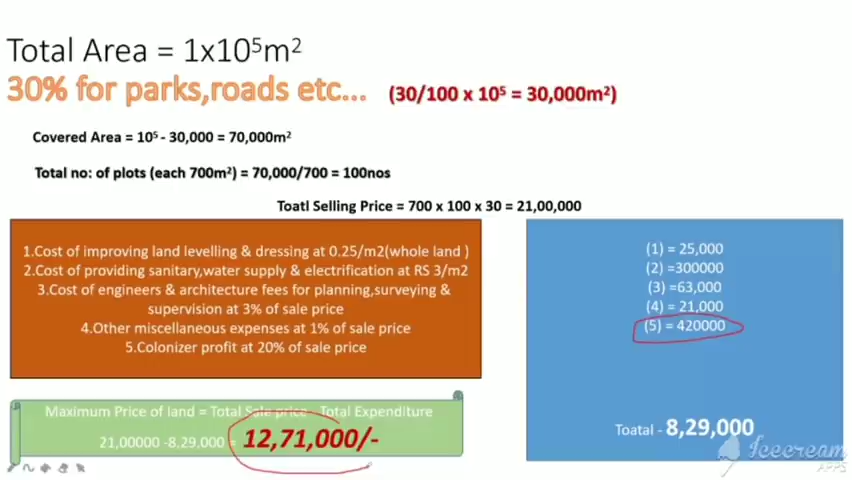 Total Area = 1x10⁵m²
30% for parks,roads etc... (30/100 x 10⁵ = 30,000m²)
Covered Area = 10⁵ - 30,000 = 70,000m²
Total no: of plots (each 700m²) = 70,000/700 = 100nos
Toatl Selling Price = 700 x 100 x 30 = 21,00,000
1.Cost of improving land levelling & dressing at 0.25/m2(whole land )
2.Cost of providing sanitary,water supply & electrification at RS 3/m2
3.Cost of engineers & architecture fees for planning,surveying &
supervision at 3% of sale price
4.Other miscellaneous expenses at 1% of sale price
5.Colonizer profit at 20% of sale price
(1) = 25,000
(2) =300000
(3) =63,000
(4) = 21,000
(5) = 420000
Toatal - 8,29,000
Maximum Price of land = Total Sale price - Total Expenditure
21,00000 -8,29,000 = 12,71,000/-
Icecream
APPS